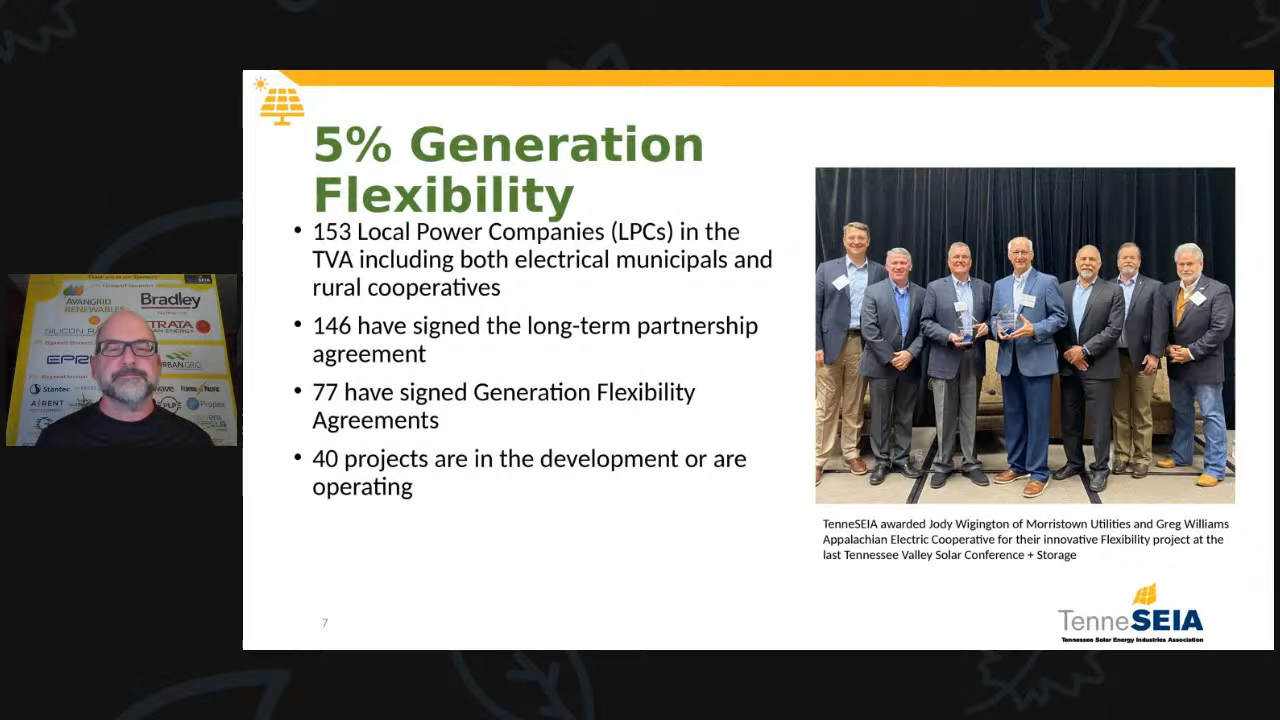 5% Generation
Flexibility
• 153 Local Power Companies (LPCs) in the
TVA including both electrical municipals and
rural cooperatives
• 146 have signed the long-term partnership
agreement
• 77 have signed Generation Flexibility
Agreements
• 40 projects are in the development or are
operating
TenneSEIA awarded Jody Wigington of Morristown Utilities and Greg Williams
Appalachian Electric Cooperative for their innovative Flexibility project at the
last Tennessee Valley Solar Conference + Storage
7
TenneSEIA
Tennessee Solar Energy Industries Association
AVANGRID
RENEWABLES
Bradley
SILICON
STRATA
URBAN GRID
Stantec
Propex